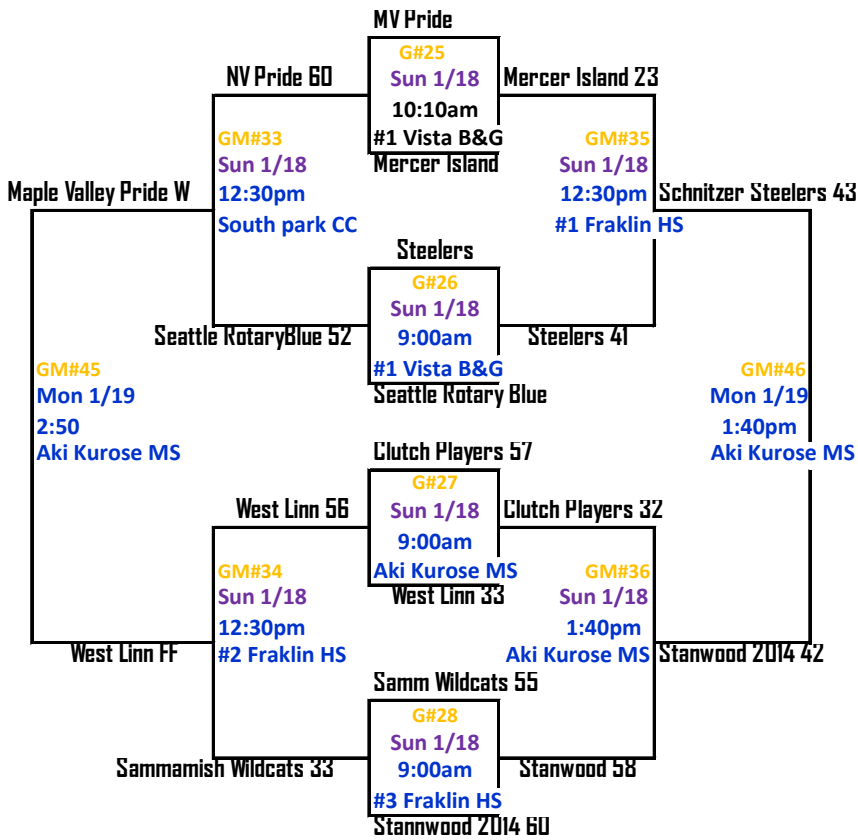 MV Pride
G#25
Sun 1/18
10:10am
#1 Vista B&G
Mercer Island
NV Pride 60
Mercer Island 23
GM#33
Sun 1/18
12:30pm
South park CC
GM#35
Sun 1/18
12:30pm
#1 Fraklin HS
Maple Valley Pride W
Schnitzer Steelers 43
Steelers
G#26
Sun 1/18
9:00am
#1 Vista B&G
Seattle Rotary Blue
Seattle RotaryBlue 52
Steelers 41
GM#45
Mon 1/19
2:50
Aki Kurose MS
GM#46
Mon 1/19
1:40pm
Aki Kurose MS
Clutch Players 57
G#27
Sun 1/18
9:00am
Aki Kurose MS
West Linn 33
West Linn 56
Clutch Players 32
GM#34
Sun 1/18
12:30pm
#2 Fraklin HS
GM#36
Sun 1/18
1:40pm
Aki Kurose MS
West Linn FF
Stanwood 2014 42
Samm Wildcats 55
G#28
Sun 1/18
9:00am
#3 Fraklin HS
Stannwood 2014 60
Sammamish Wildcats 33
Stanwood 58